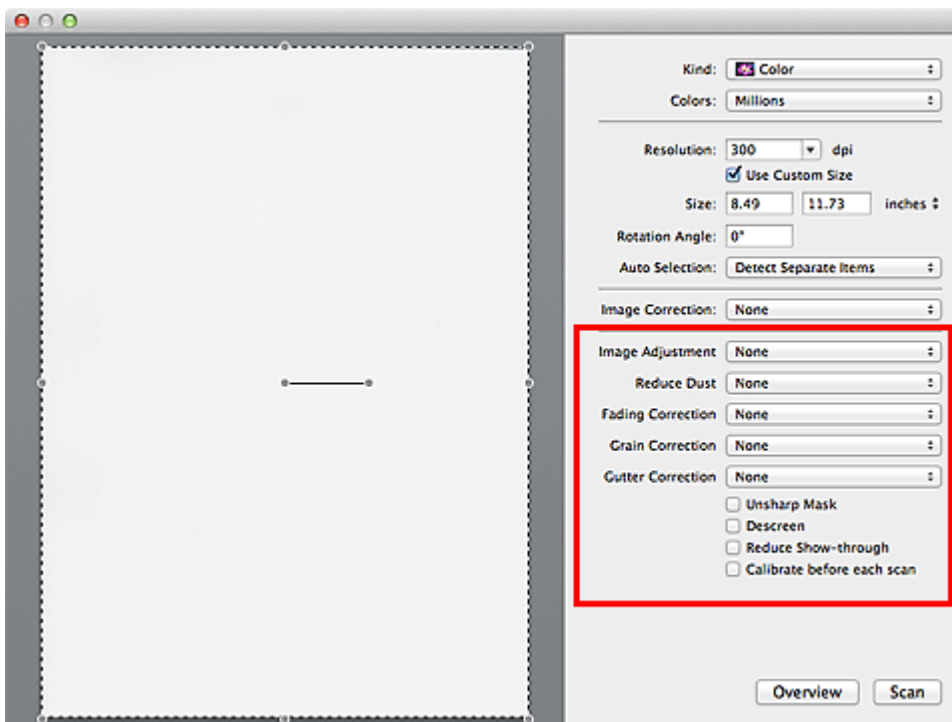 Kind: Color
Colors: Millions
Resolution: 300 dpi
Use Custom Size
Size: 8.49 11.73 inches
Rotation Angle: 0°
Auto Selection: Detect Separate Items
Image Correction: None
Image Adjustment None
Reduce Dust None
Fading Correction None
Grain Correction None
Gutter Correction None
Unsharp Mask
Descreen
Reduce Show-through
Calibrate before each scan
Overview Scan